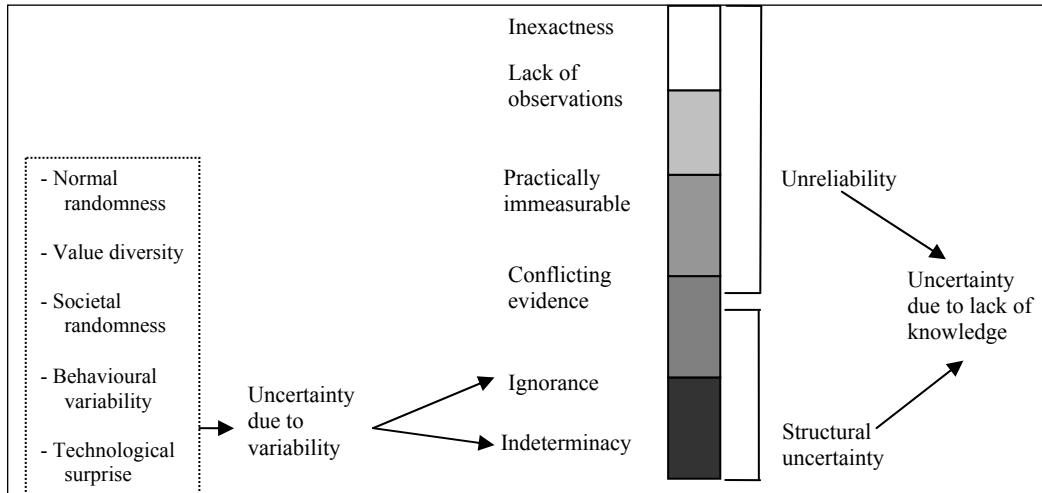 - Normal
randomness
- Value diversity
- Societal
randomness
- Behavioural
variability
- Technological
surprise
Uncertainty
due to
variability
Inexactness
Lack of
observations
Practically
immeasurable
Conflicting
evidence
Ignorance
Indeterminacy
Unreliability
Structural
uncertainty
Uncertainty
due to lack of
knowledge